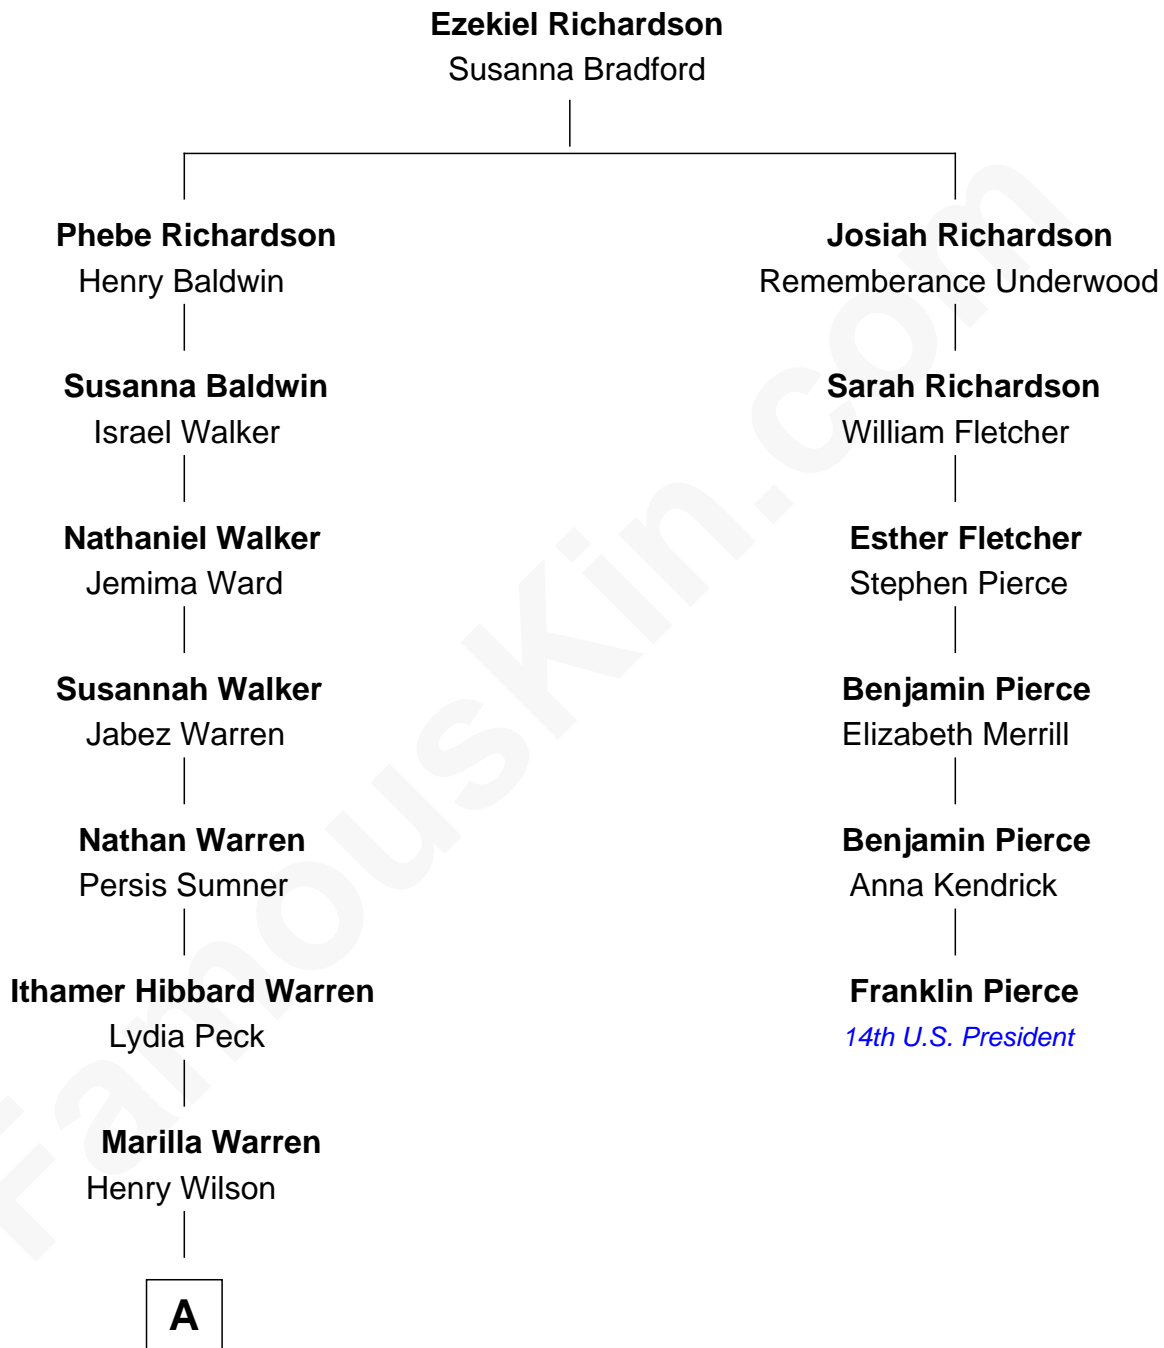 Ezekiel Richardson
Susanna Bradford
Phebe Richardson
Henry Baldwin
Josiah Richardson
Rememberance Underwood
Susanna Baldwin
Israel Walker
Sarah Richardson
William Fletcher
Nathaniel Walker
Jemima Ward
Esther Fletcher
Stephen Pierce
Susannah Walker
Jabez Warren
Benjamin Pierce
Elizabeth Merrill
Nathan Warren
Persis Sumner
Benjamin Pierce
Anna Kendrick
Ithamer Hibbard Warren
Lydia Peck
Franklin Pierce
14th U.S. President
Marilla Warren
Henry Wilson
A
FamousKin.com